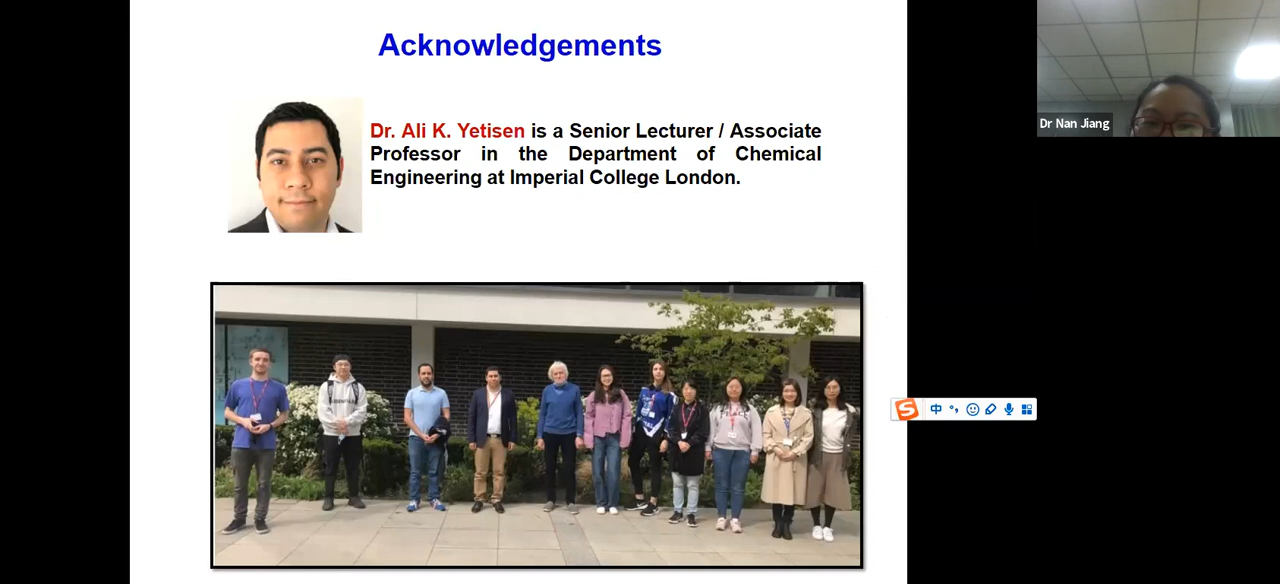 Acknowledgements
Dr. Ali K. Yetisen is a Senior Lecturer / Associate
Professor in the Department of Chemical
Engineering at Imperial College London.
Dr Nan Jiang
中